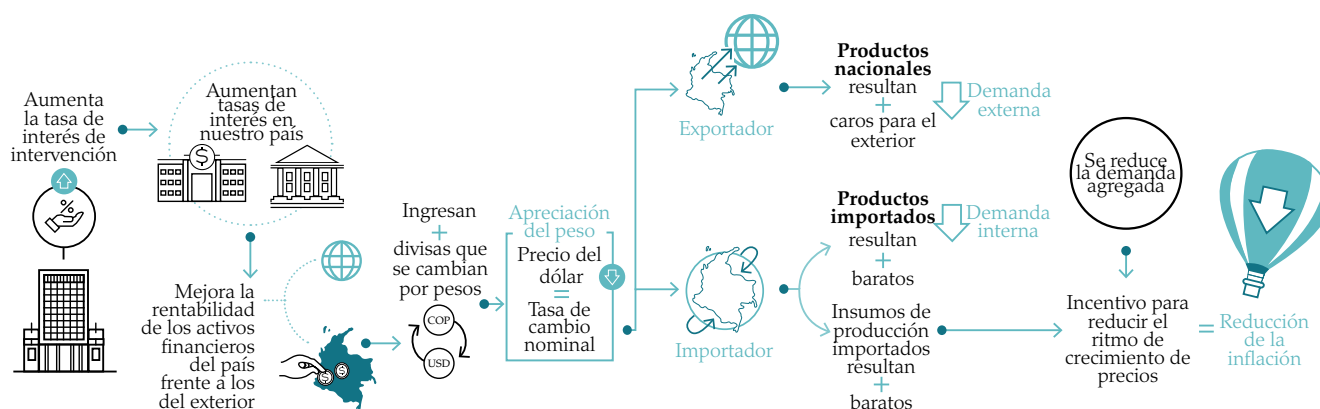 Aumenta
la tasa de
interés de
intervención
%
Aumentan
tasas de
interés en
nuestro país
$
Mejora la
rentabilidad
de los activos
financieros
del país
frente a los
del exterior
$
$
Ingresan
+
divisas que
se cambian
por pesos
COP
USD
Apreciación
del peso
Precio del
dólar
=
Tasa de
cambio
nominal
Exportador
Productos
nacionales
resultan
+
caros para el
exterior
Demanda
externa
Importador
Productos
importados
resultan
+
baratos
Demanda
interna
Insumos de
producción
importados
resultan
+
baratos
Se reduce
la demanda
agregada
Incentivo para
reducir el
ritmo de
crecimiento de
precios
=
Reducción
de la
inflación